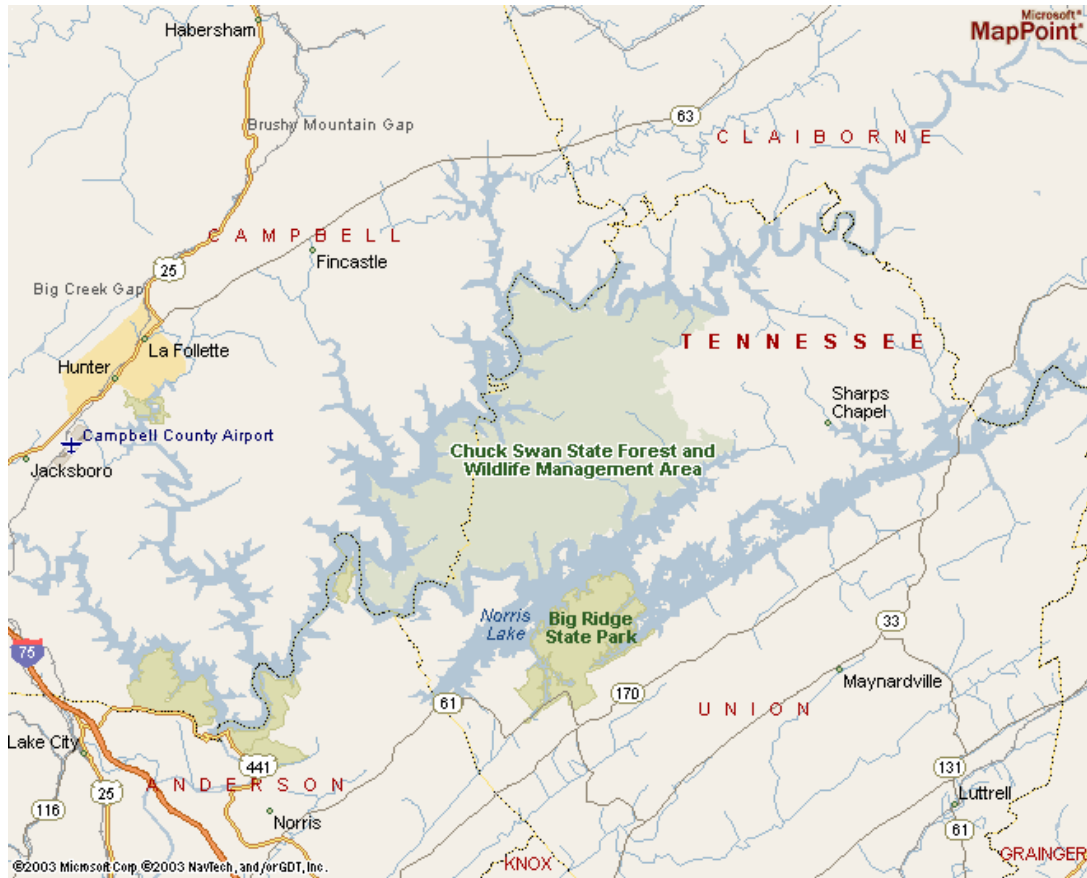 Microsoft®
MapPoint®
Habersham
63
Brushy Mountain Gap
CLAIBORNE
CAMPBELL
Fincastle
25
Big Creek Gap
TENNESSEE
La Follette
Hunter
Sharps
Chapel
Campbell County Airport
Chuck Swan State Forest and
Wildlife Management Area
Jacksboro
Norris
Lake
Big Ridge
State Park
33
75
Maynardville
170
61
UNION
Lake City
441
131
ANDERSON
25
Luttrell
116
Norris
61
GRAINGER
KNOX
©2003 Microsoft Corp ©2003 NavTech, and/or GDT, Inc.